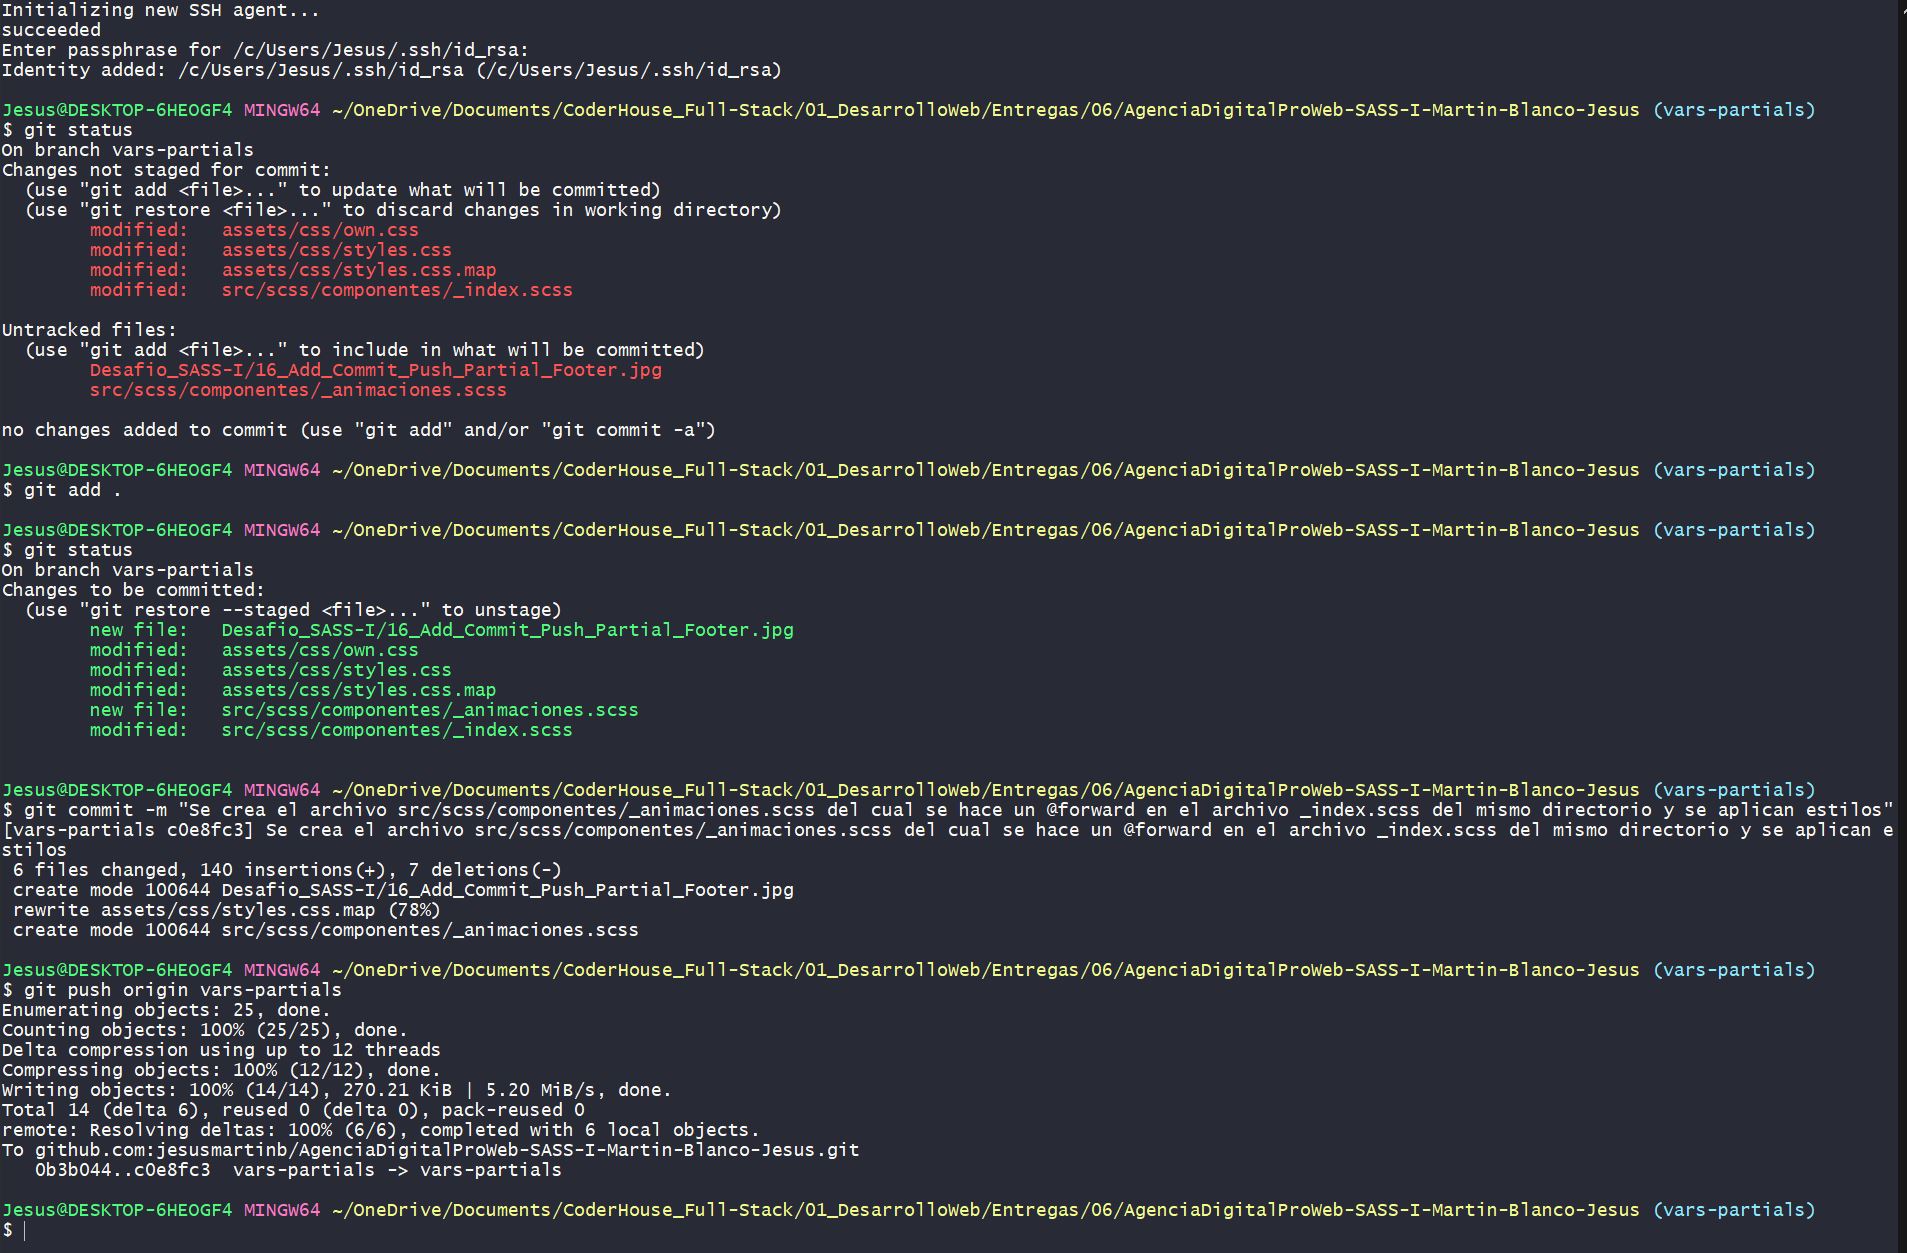 Initializing new SSH agent...
succeeded
Enter passphrase for /c/Users/Jesus/.ssh/id_rsa:
Identity added: /c/Users/Jesus/.ssh/id_rsa (/c/Users/Jesus/.ssh/id_rsa)
Jesus@DESKTOP-6HEOGF4 MINGW64 ~/OneDrive/Documents/CoderHouse_Full-Stack/01_DesarrolloWeb/Entregas/06/AgenciaDigitalProWeb-SASS-I-Martin-Blanco-Jesus (vars-partials)
$ git status
On branch vars-partials
Changes not staged for commit:
  (use "git add <file>..." to update what will be committed)
  (use "git restore <file>..." to discard changes in working directory)
        modified:   assets/css/own.css
        modified:   assets/css/styles.css
        modified:   assets/css/styles.css.map
        modified:   src/scss/componentes/_index.scss
Untracked files:
  (use "git add <file>..." to include in what will be committed)
        Desafio_SASS-I/16_Add_Commit_Push_Partial_Footer.jpg
        src/scss/componentes/_animaciones.scss
no changes added to commit (use "git add" and/or "git commit -a")
Jesus@DESKTOP-6HEOGF4 MINGW64 ~/OneDrive/Documents/CoderHouse_Full-Stack/01_DesarrolloWeb/Entregas/06/AgenciaDigitalProWeb-SASS-I-Martin-Blanco-Jesus (vars-partials)
$ git add .
Jesus@DESKTOP-6HEOGF4 MINGW64 ~/OneDrive/Documents/CoderHouse_Full-Stack/01_DesarrolloWeb/Entregas/06/AgenciaDigitalProWeb-SASS-I-Martin-Blanco-Jesus (vars-partials)
$ git status
On branch vars-partials
Changes to be committed:
  (use "git restore --staged <file>..." to unstage)
        new file:   Desafio_SASS-I/16_Add_Commit_Push_Partial_Footer.jpg
        modified:   assets/css/own.css
        modified:   assets/css/styles.css
        modified:   assets/css/styles.css.map
        new file:   src/scss/componentes/_animaciones.scss
        modified:   src/scss/componentes/_index.scss
Jesus@DESKTOP-6HEOGF4 MINGW64 ~/OneDrive/Documents/CoderHouse_Full-Stack/01_DesarrolloWeb/Entregas/06/AgenciaDigitalProWeb-SASS-I-Martin-Blanco-Jesus (vars-partials)
$ git commit -m "Se crea el archivo src/scss/componentes/_animaciones.scss del cual se hace un @forward en el archivo _index.scss del mismo directorio y se aplican estilos"
[vars-partials c0e8fc3] Se crea el archivo src/scss/componentes/_animaciones.scss del cual se hace un @forward en el archivo _index.scss del mismo directorio y se aplican e
stilos
 6 files changed, 140 insertions(+), 7 deletions(-)
 create mode 100644 Desafio_SASS-I/16_Add_Commit_Push_Partial_Footer.jpg
 rewrite assets/css/styles.css.map (78%)
 create mode 100644 src/scss/componentes/_animaciones.scss
Jesus@DESKTOP-6HEOGF4 MINGW64 ~/OneDrive/Documents/CoderHouse_Full-Stack/01_DesarrolloWeb/Entregas/06/AgenciaDigitalProWeb-SASS-I-Martin-Blanco-Jesus (vars-partials)
$ git push origin vars-partials
Enumerating objects: 25, done.
Counting objects: 100% (25/25), done.
Delta compression using up to 12 threads
Compressing objects: 100% (12/12), done.
Writing objects: 100% (14/14), 270.21 KiB | 5.20 MiB/s, done.
Total 14 (delta 6), reused 0 (delta 0), pack-reused 0
remote: Resolving deltas: 100% (6/6), completed with 6 local objects.
To github.com:jesusmartinb/AgenciaDigitalProWeb-SASS-I-Martin-Blanco-Jesus.git
   0b3b044..c0e8fc3  vars-partials -> vars-partials
Jesus@DESKTOP-6HEOGF4 MINGW64 ~/OneDrive/Documents/CoderHouse_Full-Stack/01_DesarrolloWeb/Entregas/06/AgenciaDigitalProWeb-SASS-I-Martin-Blanco-Jesus (vars-partials)
$